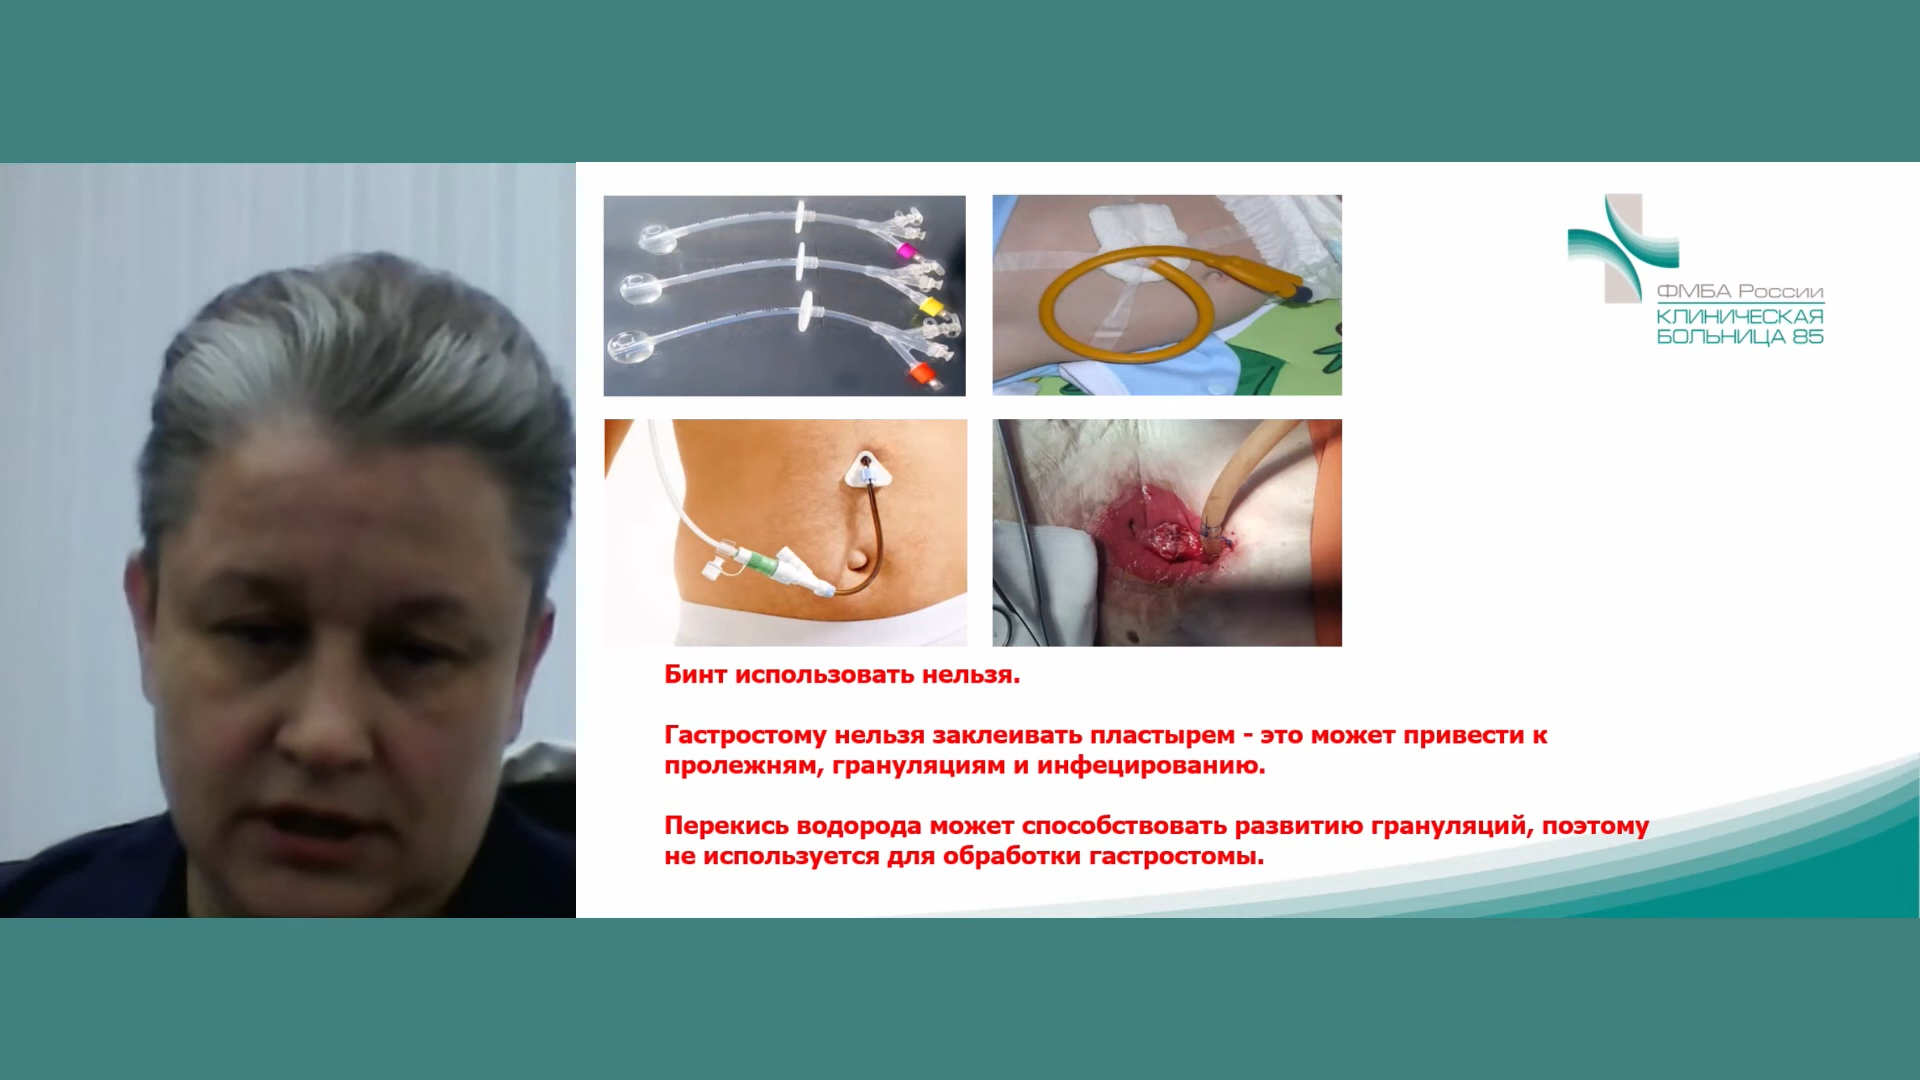 ФМБА России
КЛИНИЧЕСКАЯ
БОЛЬНИЦА 85
Бинт использовать нельзя.
Гастростому нельзя заклеивать пластырем - это может привести к
пролежням, грануляциям и инфецированию.
Перекись водорода может способствовать развитию грануляций, поэтому
не используется для обработки гастростомы.